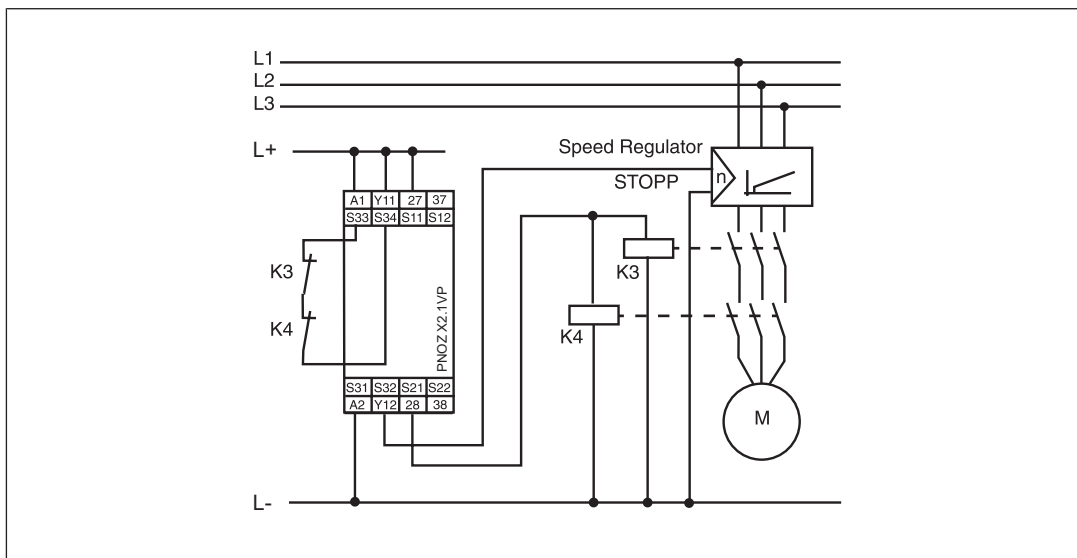 L1
L2
L3
L+
Speed Regulator
STOPP
n
A1 Y11 27 37
S33 S34 S11 S12
K3
K4
PNOZ X2.1VP
K3
K4
S31 S32 S21 S22
A2 Y12 28 38
M
L-